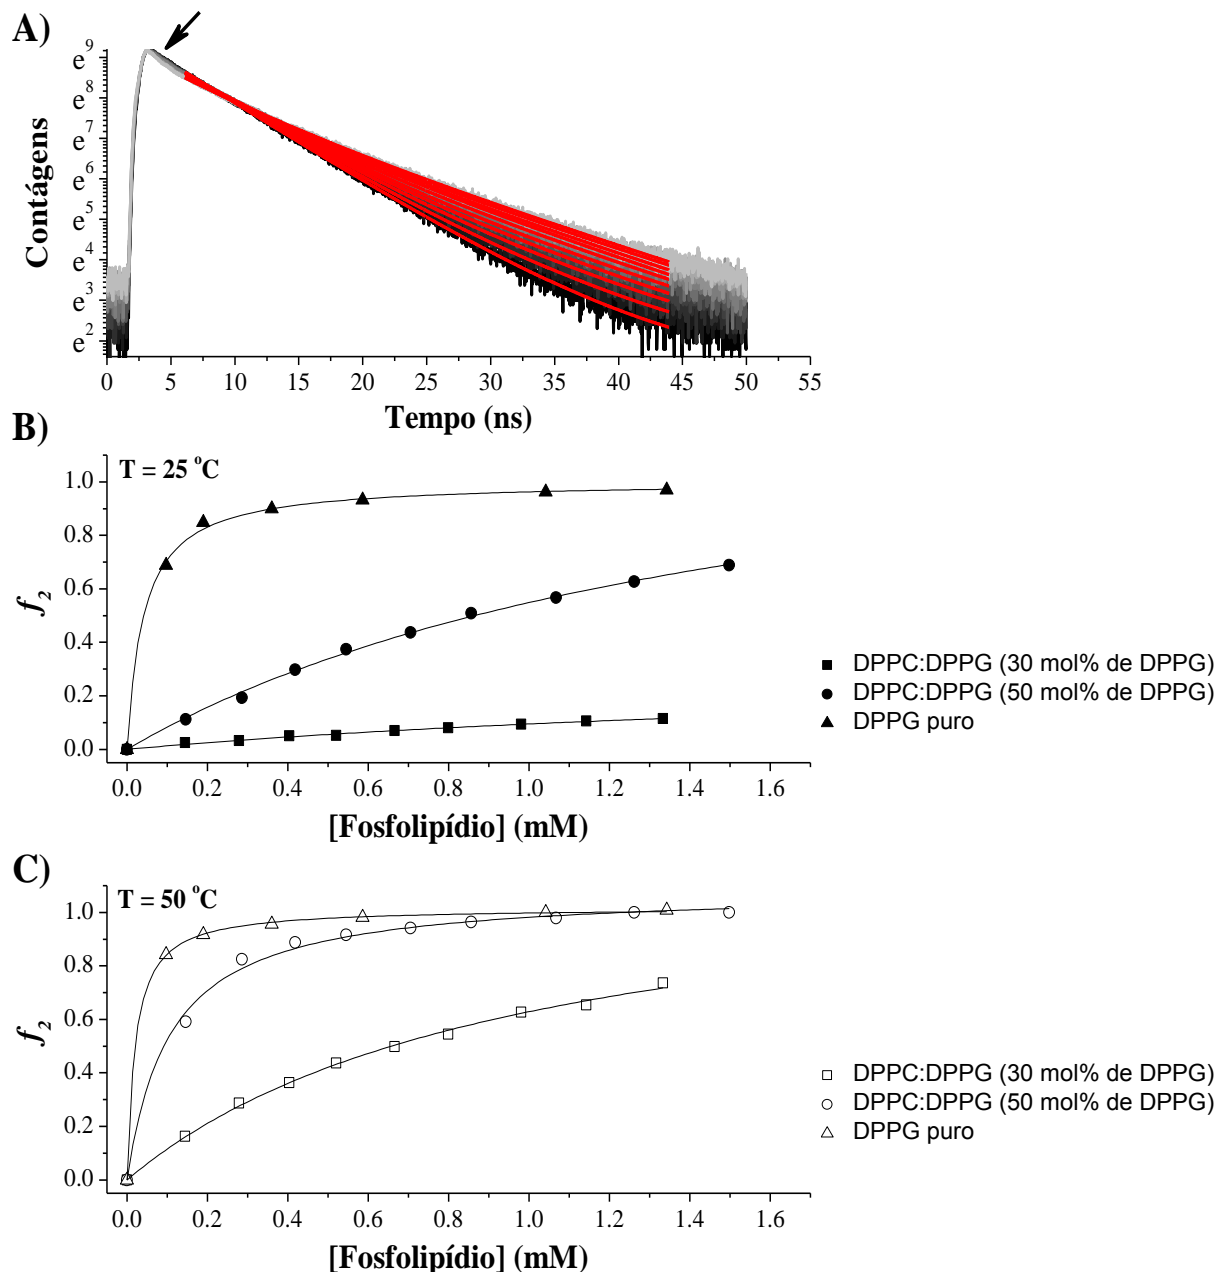 A)
e⁹
e⁸
e⁷
e⁶
e⁵
e⁴
e³
e²
Contágens
0 5 10 15 20 25 30 35 40 45 50 55
Tempo (ns)
B)
T = 25 °C
1.0
0.8
0.6
0.4
0.2
0.0
f₂
0.0 0.2 0.4 0.6 0.8 1.0 1.2 1.4 1.6
[Fosfolipídio] (mM)
DPPC:DPPG (30 mol% de DPPG)
DPPC:DPPG (50 mol% de DPPG)
DPPG puro
C)
T = 50 °C
1.0
0.8
0.6
0.4
0.2
0.0
f₂
0.0 0.2 0.4 0.6 0.8 1.0 1.2 1.4 1.6
[Fosfolipídio] (mM)
DPPC:DPPG (30 mol% de DPPG)
DPPC:DPPG (50 mol% de DPPG)
DPPG puro